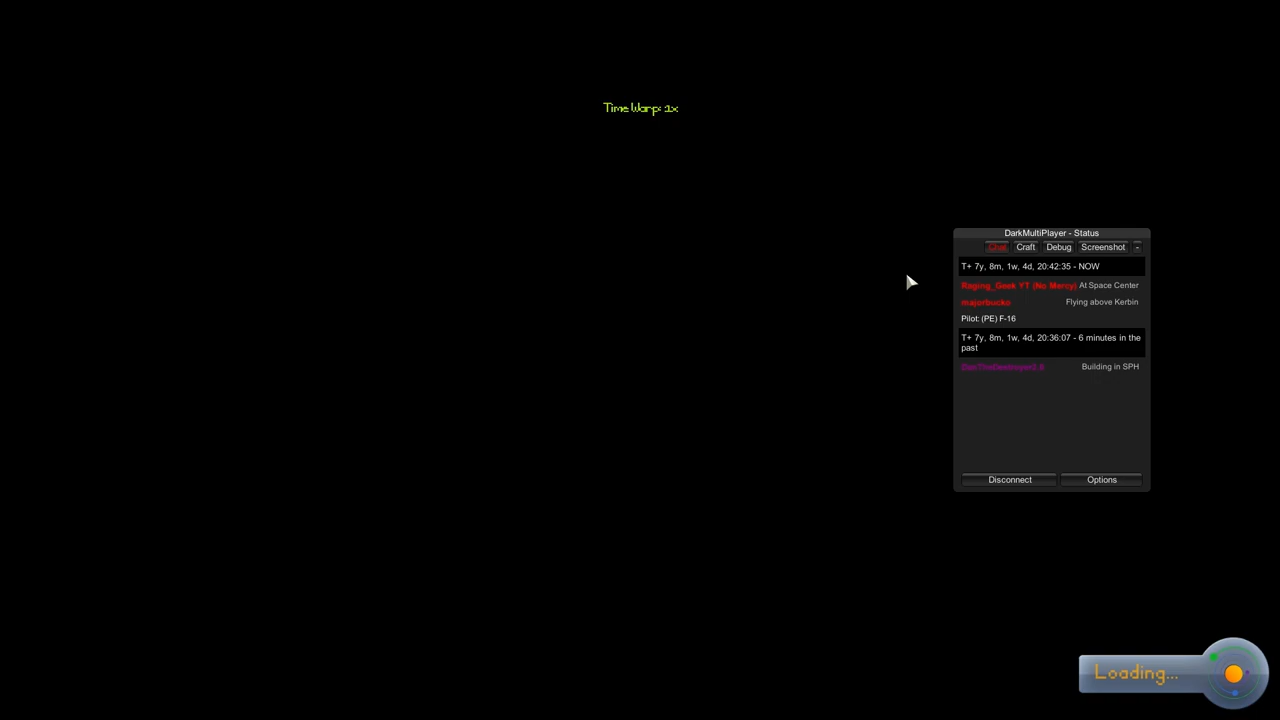 Time Warp: 1x
DarkMultiPlayer - Status
Chat Craft Debug Screenshot -
T+ 7y, 8m, 1w, 4d, 20:42:35 - NOW
Raging_Geek YT (No Mercy) At Space Center
majorbucks Flying above Kerbin
Pilot: (PE) F-16
T+ 7y, 8m, 1w, 4d, 20:36:07 - 6 minutes in the
past
Building in SPH
Disconnect Options
Loading...